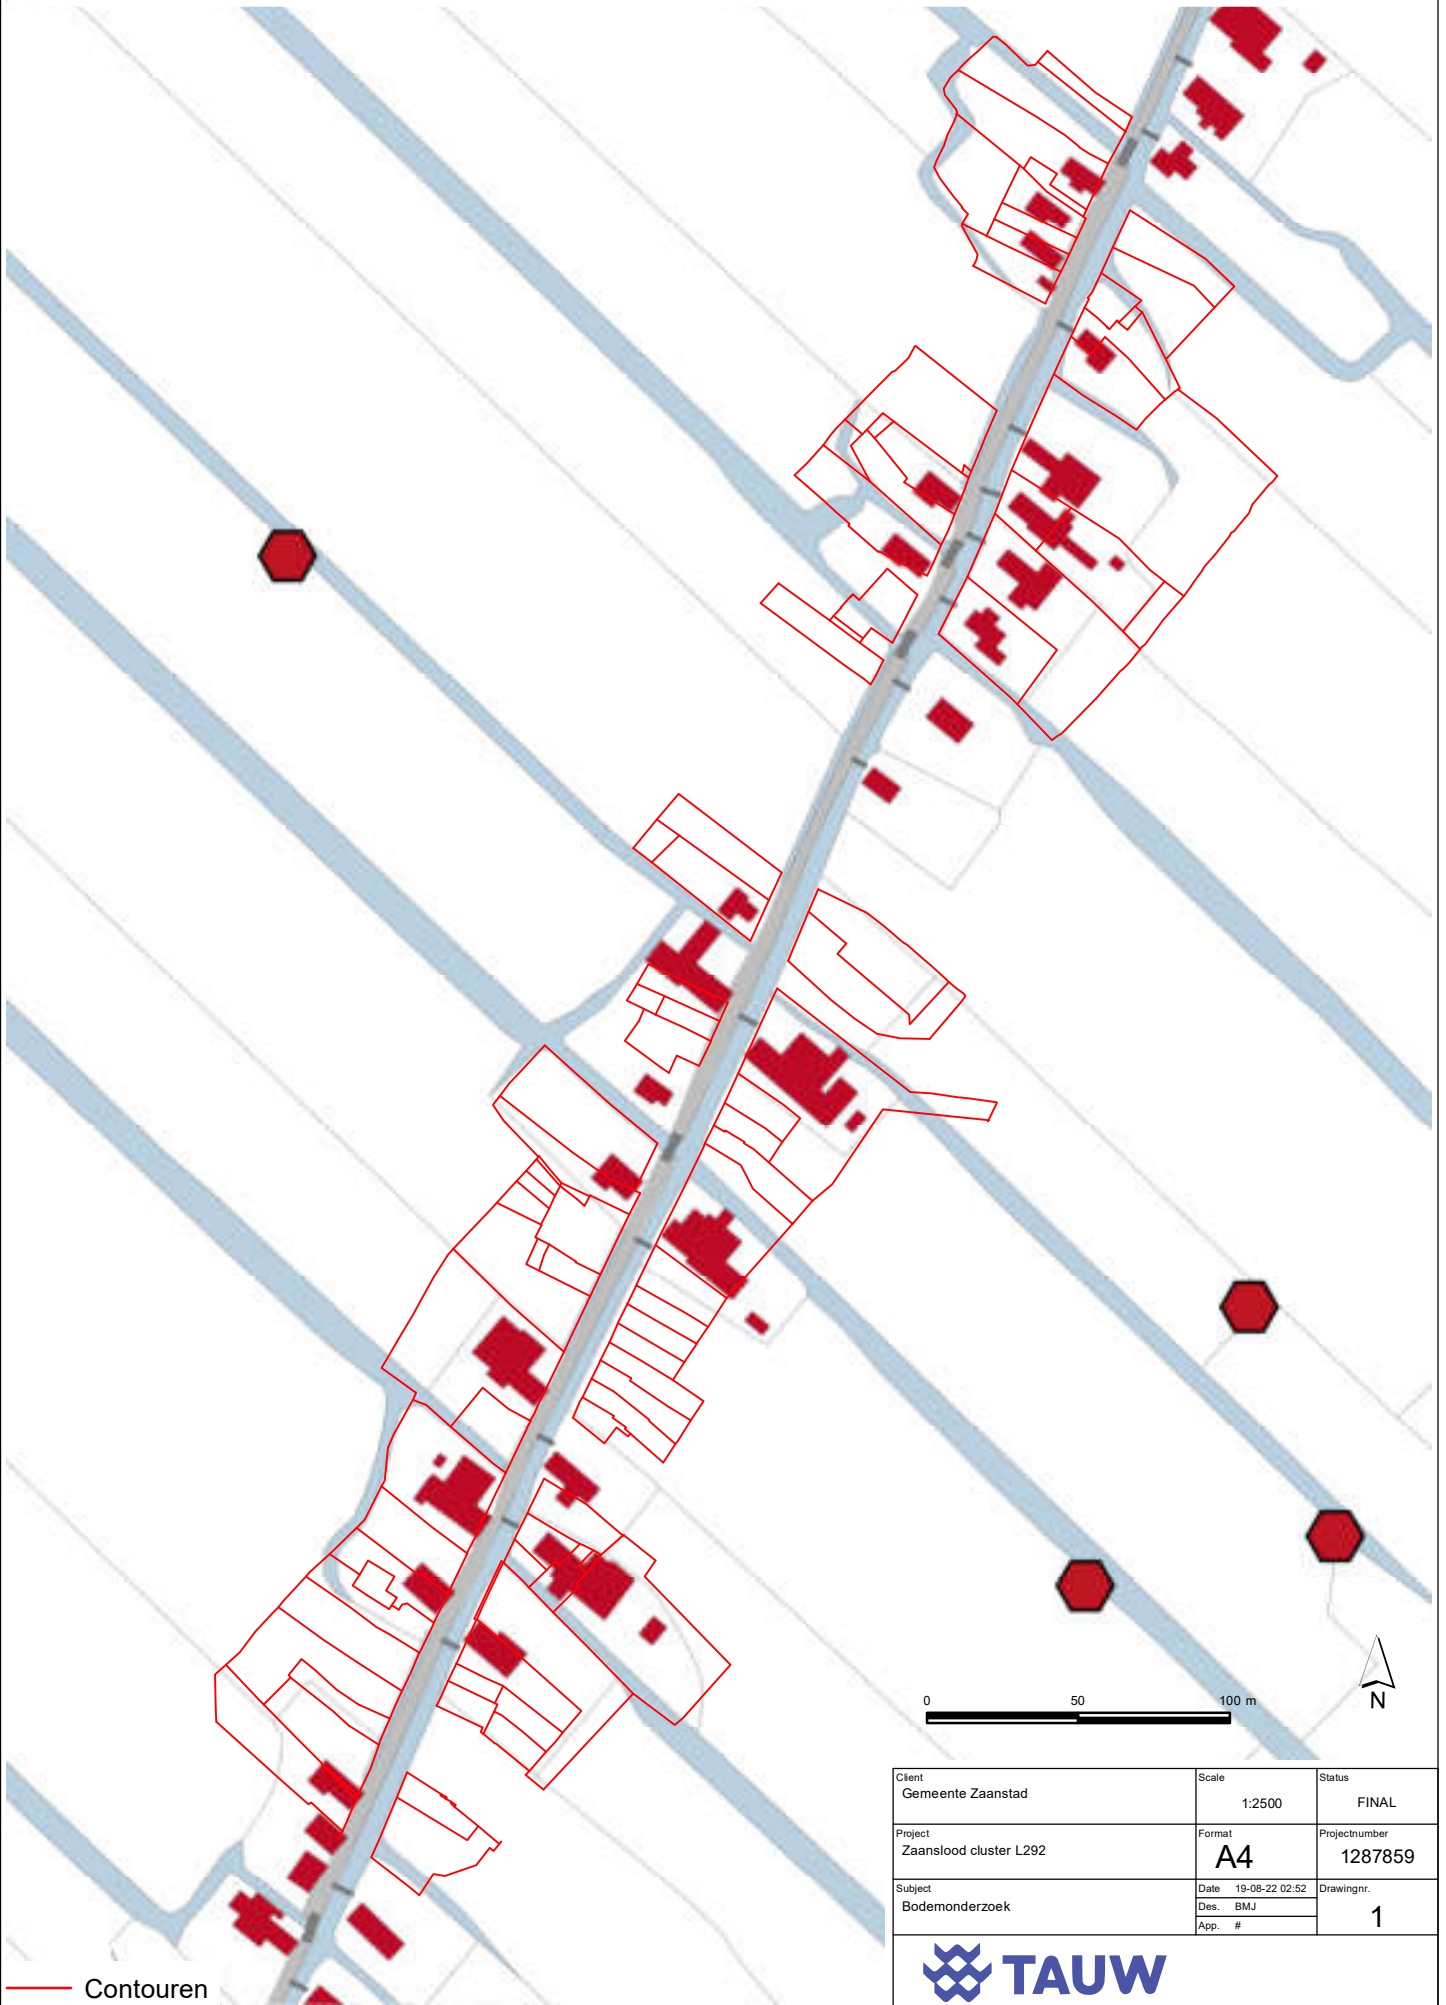 0 50 100 m
N
Client
Gemeente Zaanstad
Scale
1:2500
Status
FINAL
Project
Zaanslood cluster L292
Format
A4
Projectnumber
1287859
Subject
Bodemonderzoek
Date 19-08-22 02:52
Des. BMJ
App. #
Drawingnr.
1
TAUW
Contouren